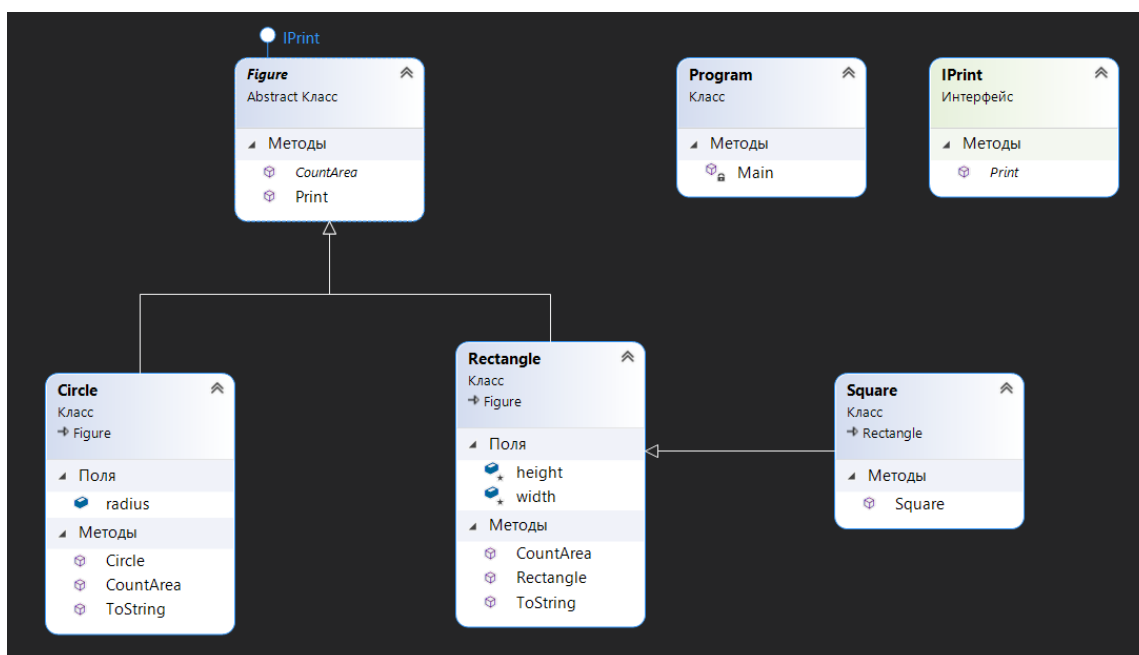 IPrint
Figure
Abstract Класс
Методы
CountArea
Print
Program
Класс
Методы
Main
IPrint
Интерфейс
Методы
Print
Circle
Класс
Figure
Поля
radius
Методы
Circle
CountArea
ToString
Rectangle
Класс
Figure
Поля
height
width
Методы
CountArea
Rectangle
ToString
Square
Класс
Rectangle
Методы
Square